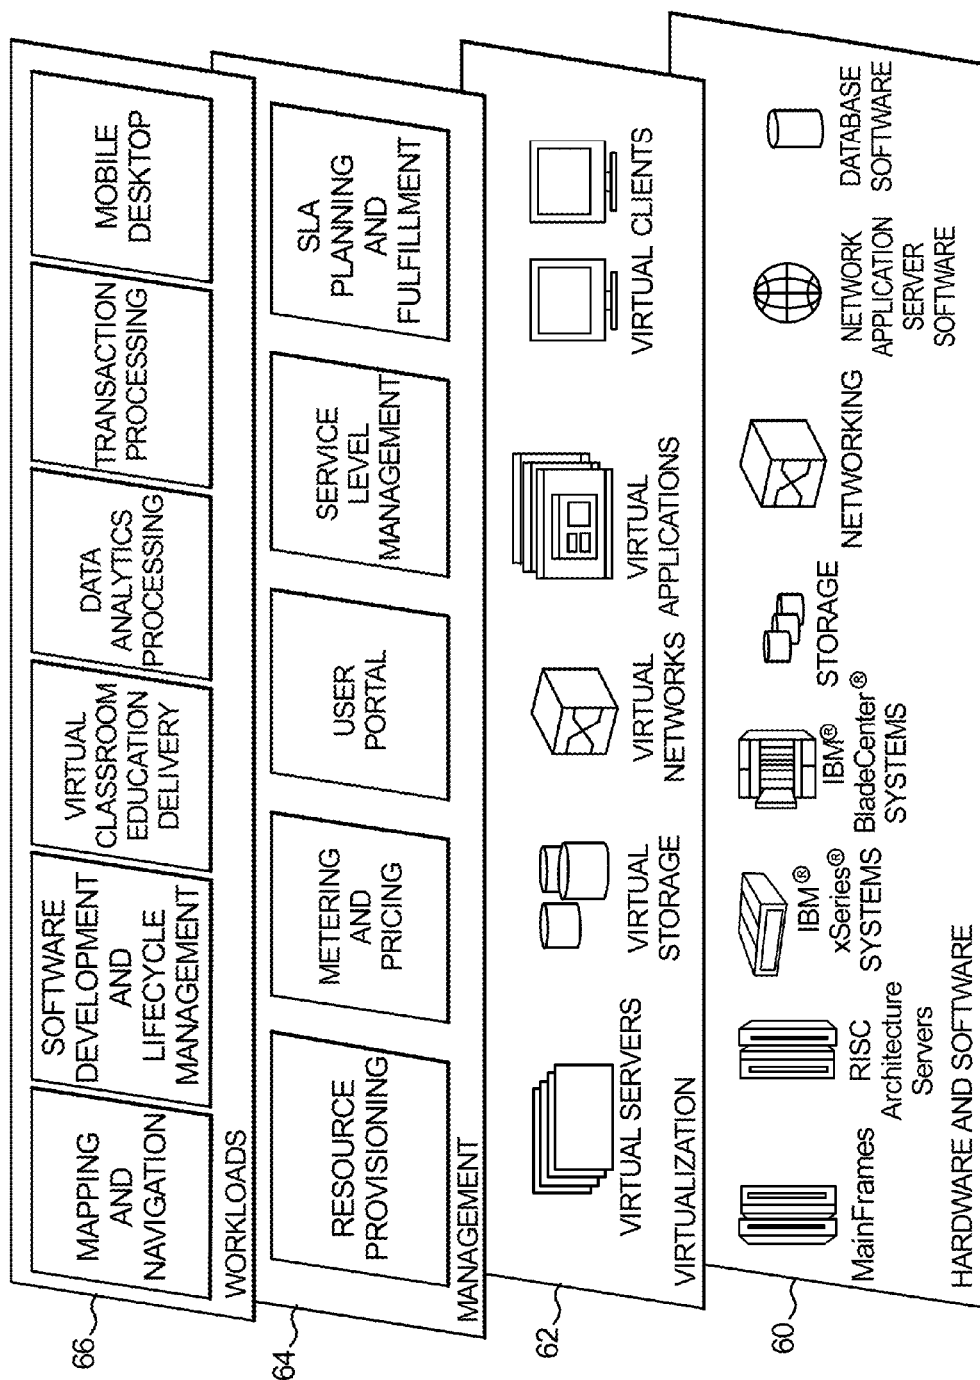 MAPPING
AND
NAVIGATION
SOFTWARE
DEVELOPMENT
AND
LIFECYCLE
MANAGEMENT
VIRTUAL
CLASSROOM
EDUCATION
DELIVERY
DATA
ANALYTICS
PROCESSING
TRANSACTION
PROCESSING
MOBILE
DESKTOP
WORKLOADS
66
RESOURCE
PROVISIONING
METERING
AND
PRICING
USER
PORTAL
SERVICE
LEVEL
MANAGEMENT
SLA
PLANNING
AND
FULFILLMENT
MANAGEMENT
64
VIRTUAL SERVERS
VIRTUAL
STORAGE
VIRTUAL
NETWORKS
VIRTUAL
APPLICATIONS
VIRTUAL CLIENTS
VIRTUALIZATION
62
MainFrames
RISC
Architecture
Servers
IBM®
xSeries®
SYSTEMS
IBM®
BladeCenter®
SYSTEMS
STORAGE
NETWORKING
NETWORK
APPLICATION
SERVER
SOFTWARE
DATABASE
SOFTWARE
HARDWARE AND SOFTWARE
60